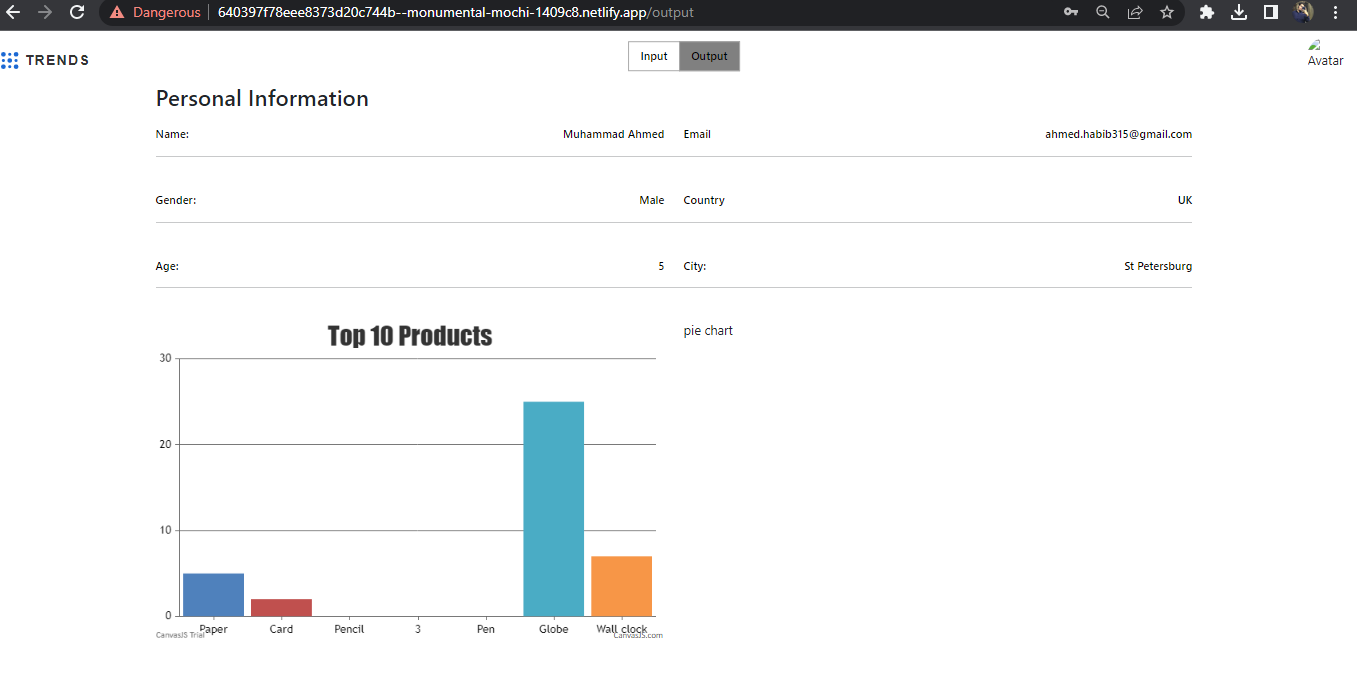 Dangerous 640397f78eee8373d20c744b--monumental-mochi-1409c8.netlify.app/output
TRENDS
Input Output
Avatar
Personal Information
Name: Muhammad Ahmed Email ahmed.habib315@gmail.com
Gender: Male Country UK
Age: 5 City: St Petersburg
Top 10 Products
pie chart
30
20
10
0
Paper Card Pencil 3 Pen Globe Wall clock
CanvasJS Trial CanvasJS.com